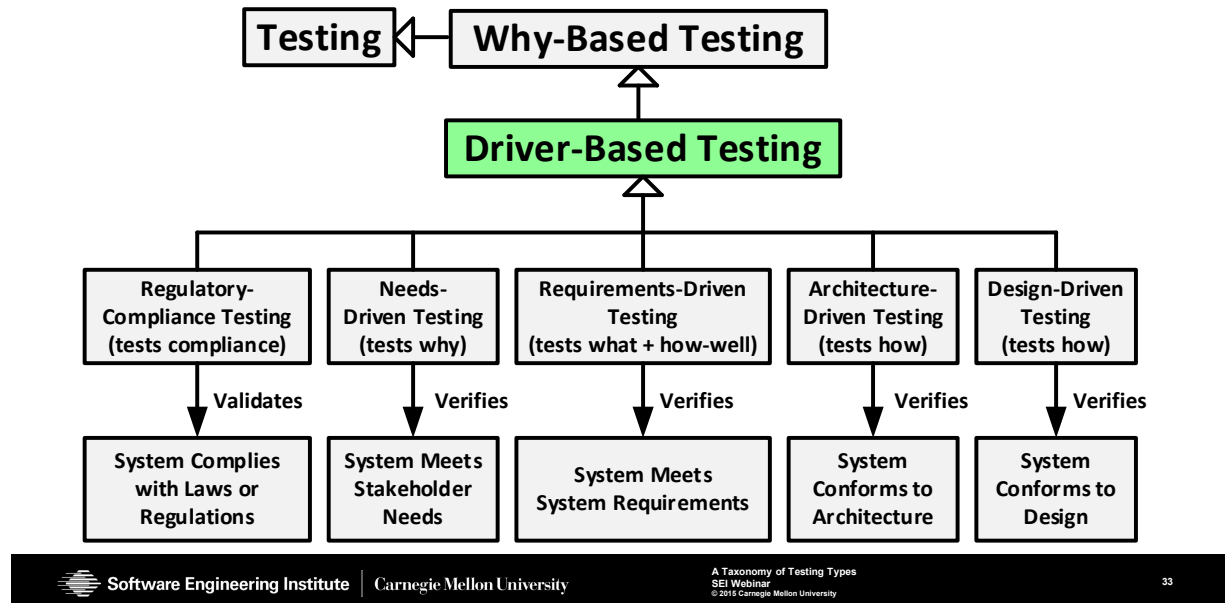 Testing
Why-Based Testing
Driver-Based Testing
Regulatory-
Compliance Testing
(tests compliance)
Needs-
Driven Testing
(tests why)
Requirements-Driven
Testing
(tests what + how-well)
Architecture-
Driven Testing
(tests how)
Design-Driven
Testing
(tests how)
Validates
Verifies
Verifies
Verifies
Verifies
System Complies
with Laws or
Regulations
System Meets
Stakeholder
Needs
System Meets
System Requirements
System
Conforms to
Architecture
System
Conforms to
Design
Software Engineering Institute
Carnegie Mellon University
A Taxonomy of Testing Types
SEI Webinar
© 2015 Carnegie Mellon University
33